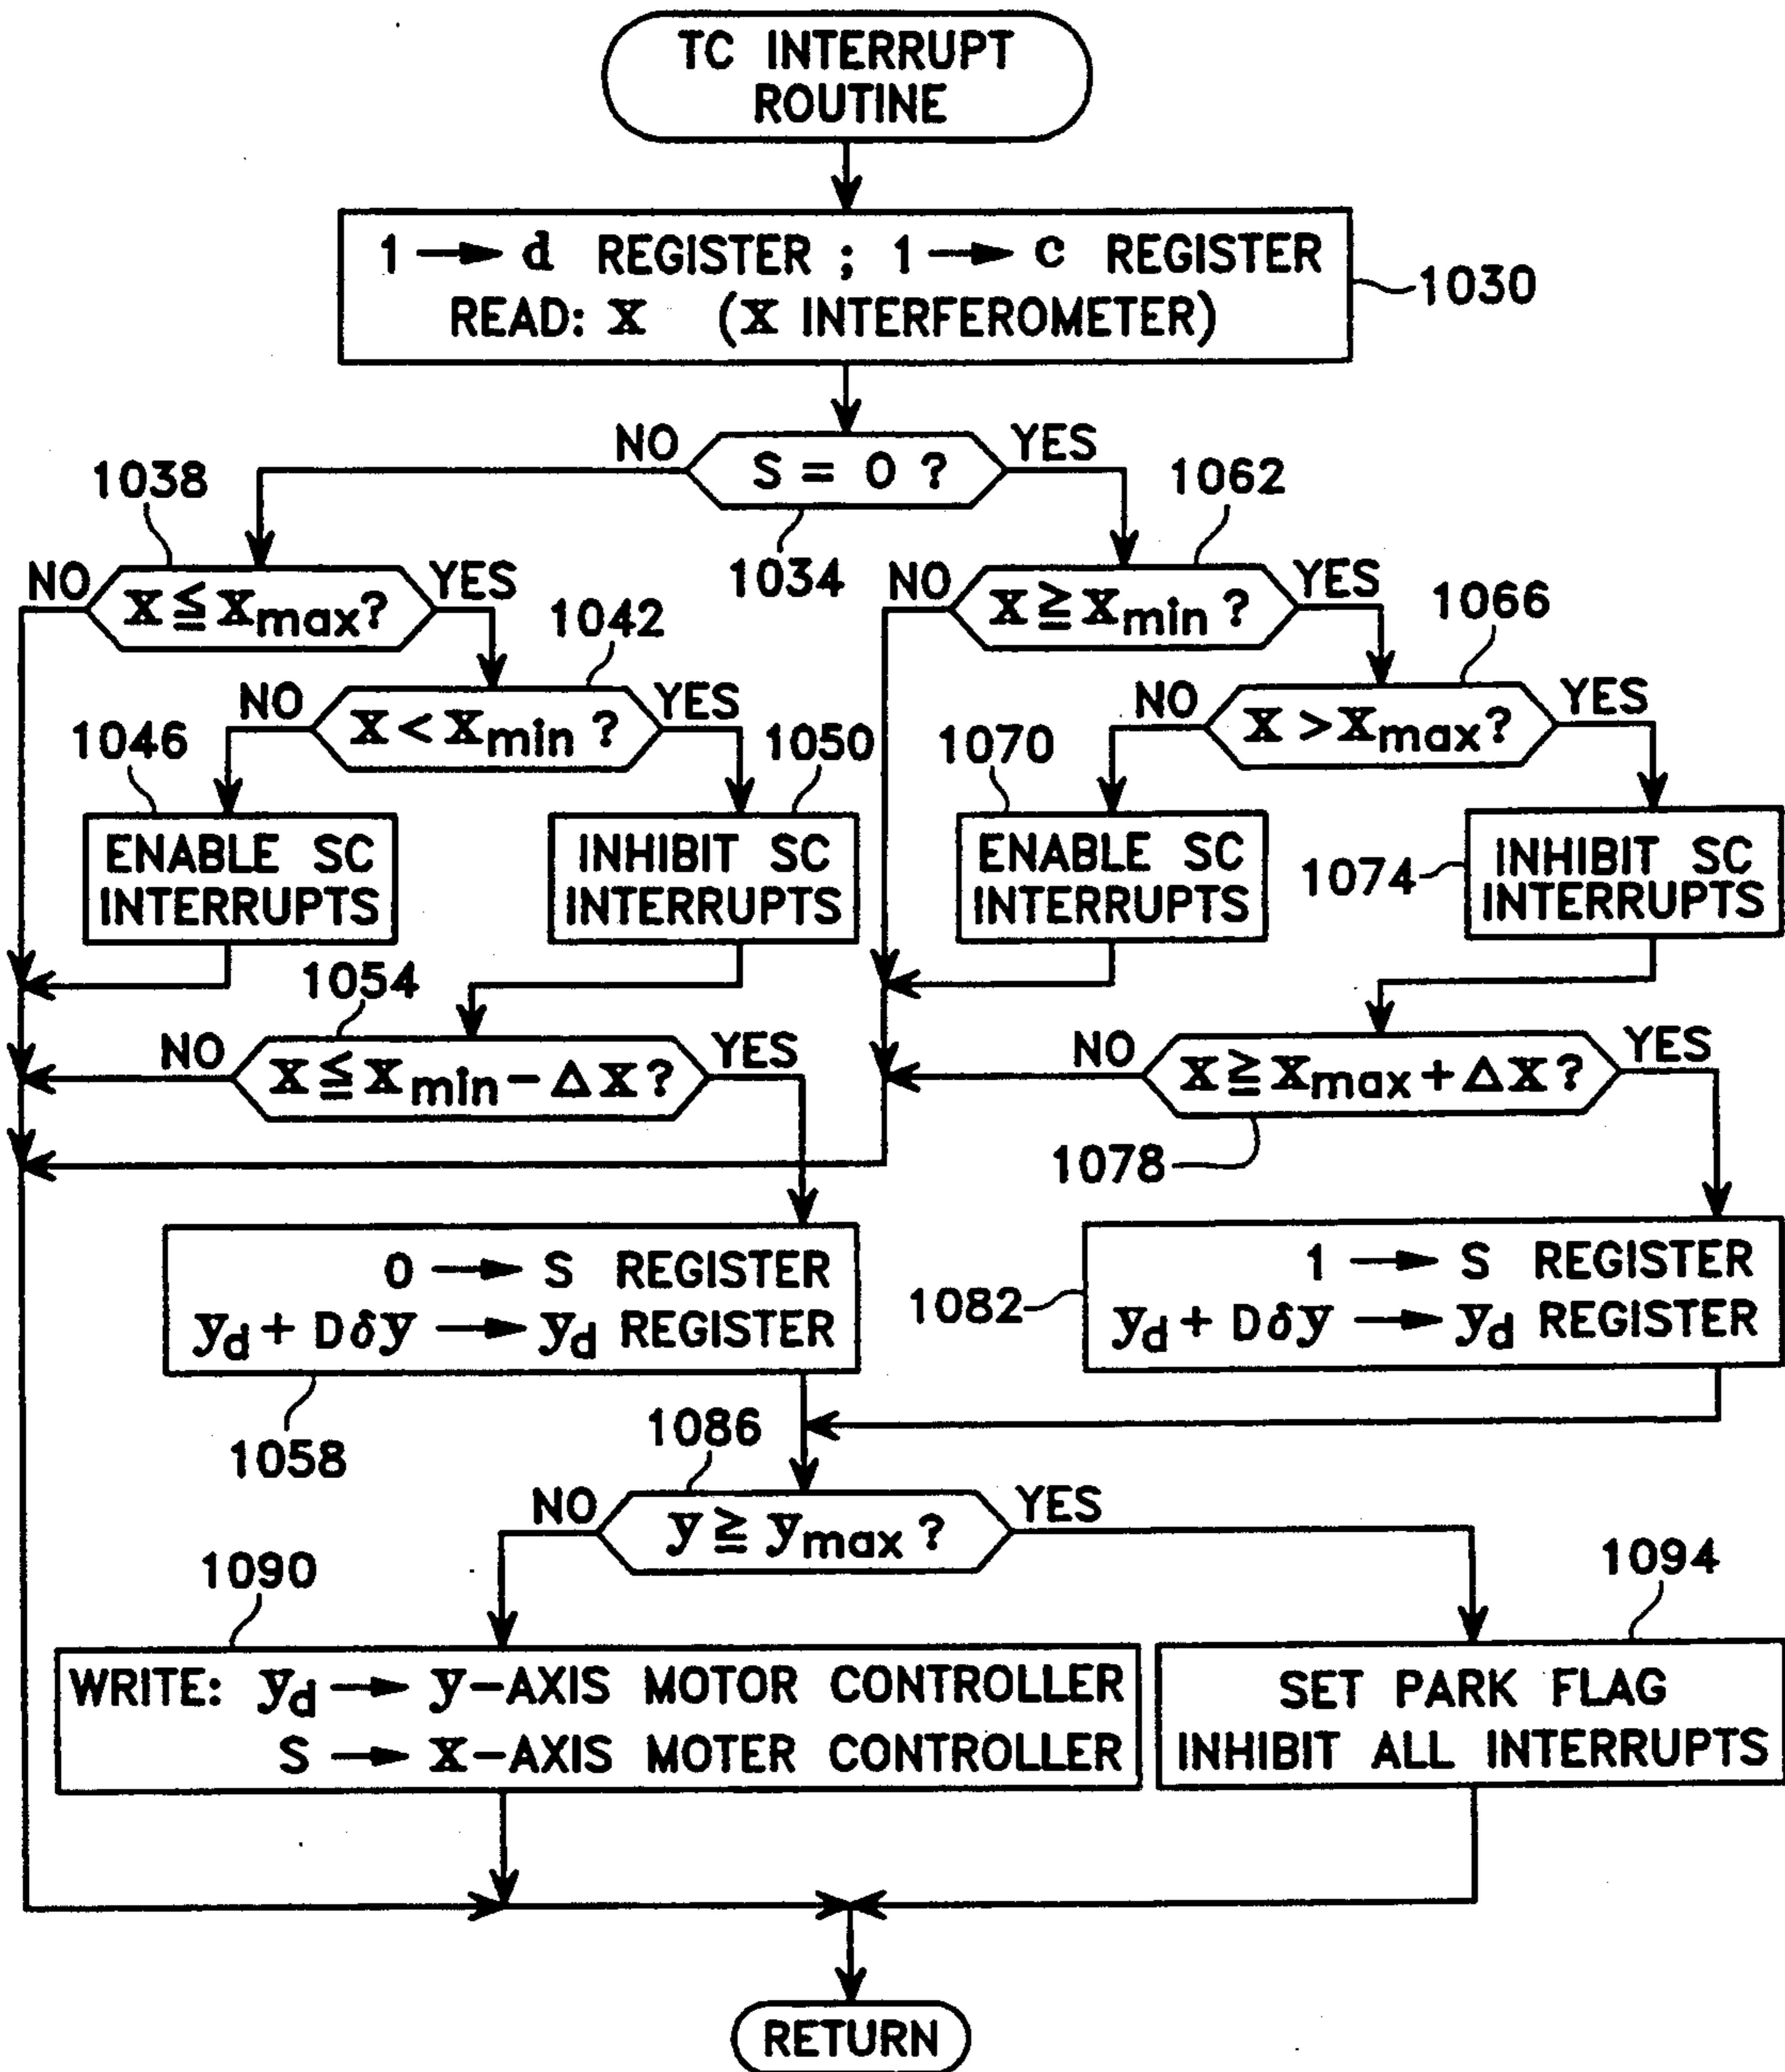 TC INTERRUPT
ROUTINE
1 → d REGISTER ; 1 → c REGISTER
READ: X (X INTERFEROMETER)
1030
NO
S = 0 ?
YES
1034
1038
NO
X ≦ Xmax?
YES
1042
NO
X < Xmin ?
YES
1046
ENABLE SC
INTERRUPTS
1050
INHIBIT SC
INTERRUPTS
1054
NO
X ≦ Xmin - ΔX?
YES
0 → S REGISTER
yd + Dδy → yd REGISTER
1058
1062
NO
X ≧ Xmin ?
YES
1066
NO
X > Xmax?
YES
1070
ENABLE SC
INTERRUPTS
1074
INHIBIT SC
INTERRUPTS
NO
X ≧ Xmax + ΔX?
YES
1078
1082
1 → S REGISTER
yd + Dδy → yd REGISTER
1086
NO
y ≧ ymax ?
YES
1090
WRITE: yd → y-AXIS MOTOR CONTROLLER
S → X-AXIS MOTER CONTROLLER
1094
SET PARK FLAG
INHIBIT ALL INTERRUPTS
RETURN